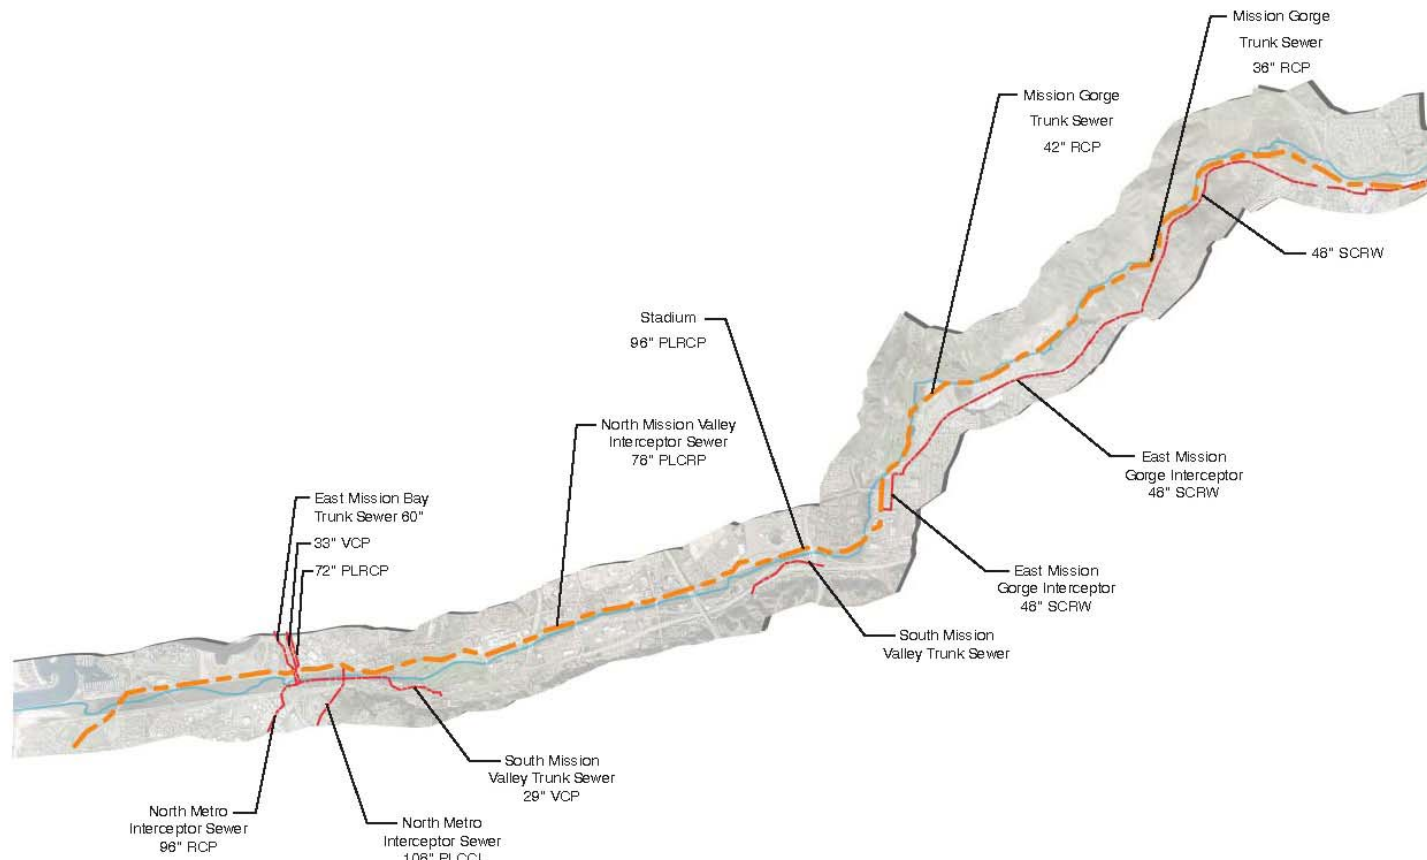 Mission Gorge
Trunk Sewer
36" RCP
Mission Gorge
Trunk Sewer
42" RCP
48" SCRW
Stadium
96" PLRCP
North Mission Valley
Interceptor Sewer
78" PLCRP
East Mission
Gorge Interceptor
48" SCRW
East Mission Bay
Trunk Sewer 60"
33" VCP
72" PLRCP
East Mission
Gorge Interceptor
48" SCRW
South Mission
Valley Trunk Sewer
South Mission
Valley Trunk Sewer
29" VCP
North Metro
Interceptor Sewer
96" RCP
North Metro
Interceptor Sewer
108" PLCCI